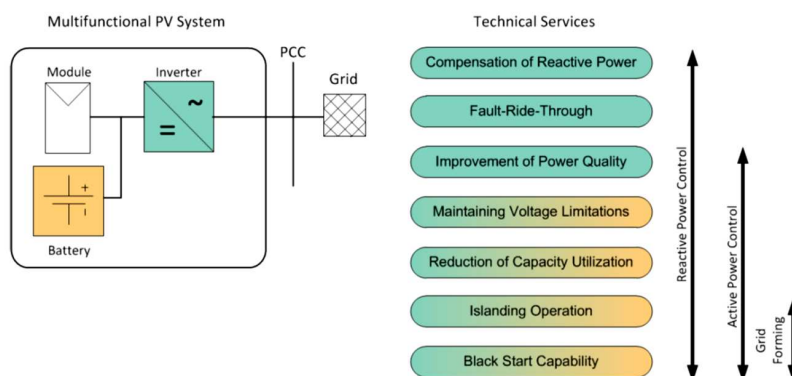 Multifunctional PV System
Technical Services
Module
Inverter
PCC
Grid
~
=
+
−
Battery
Compensation of Reactive Power
Fault-Ride-Through
Improvement of Power Quality
Maintaining Voltage Limitations
Reduction of Capacity Utilization
Islanding Operation
Black Start Capability
Reactive Power Control
Active Power Control
Grid
Forming